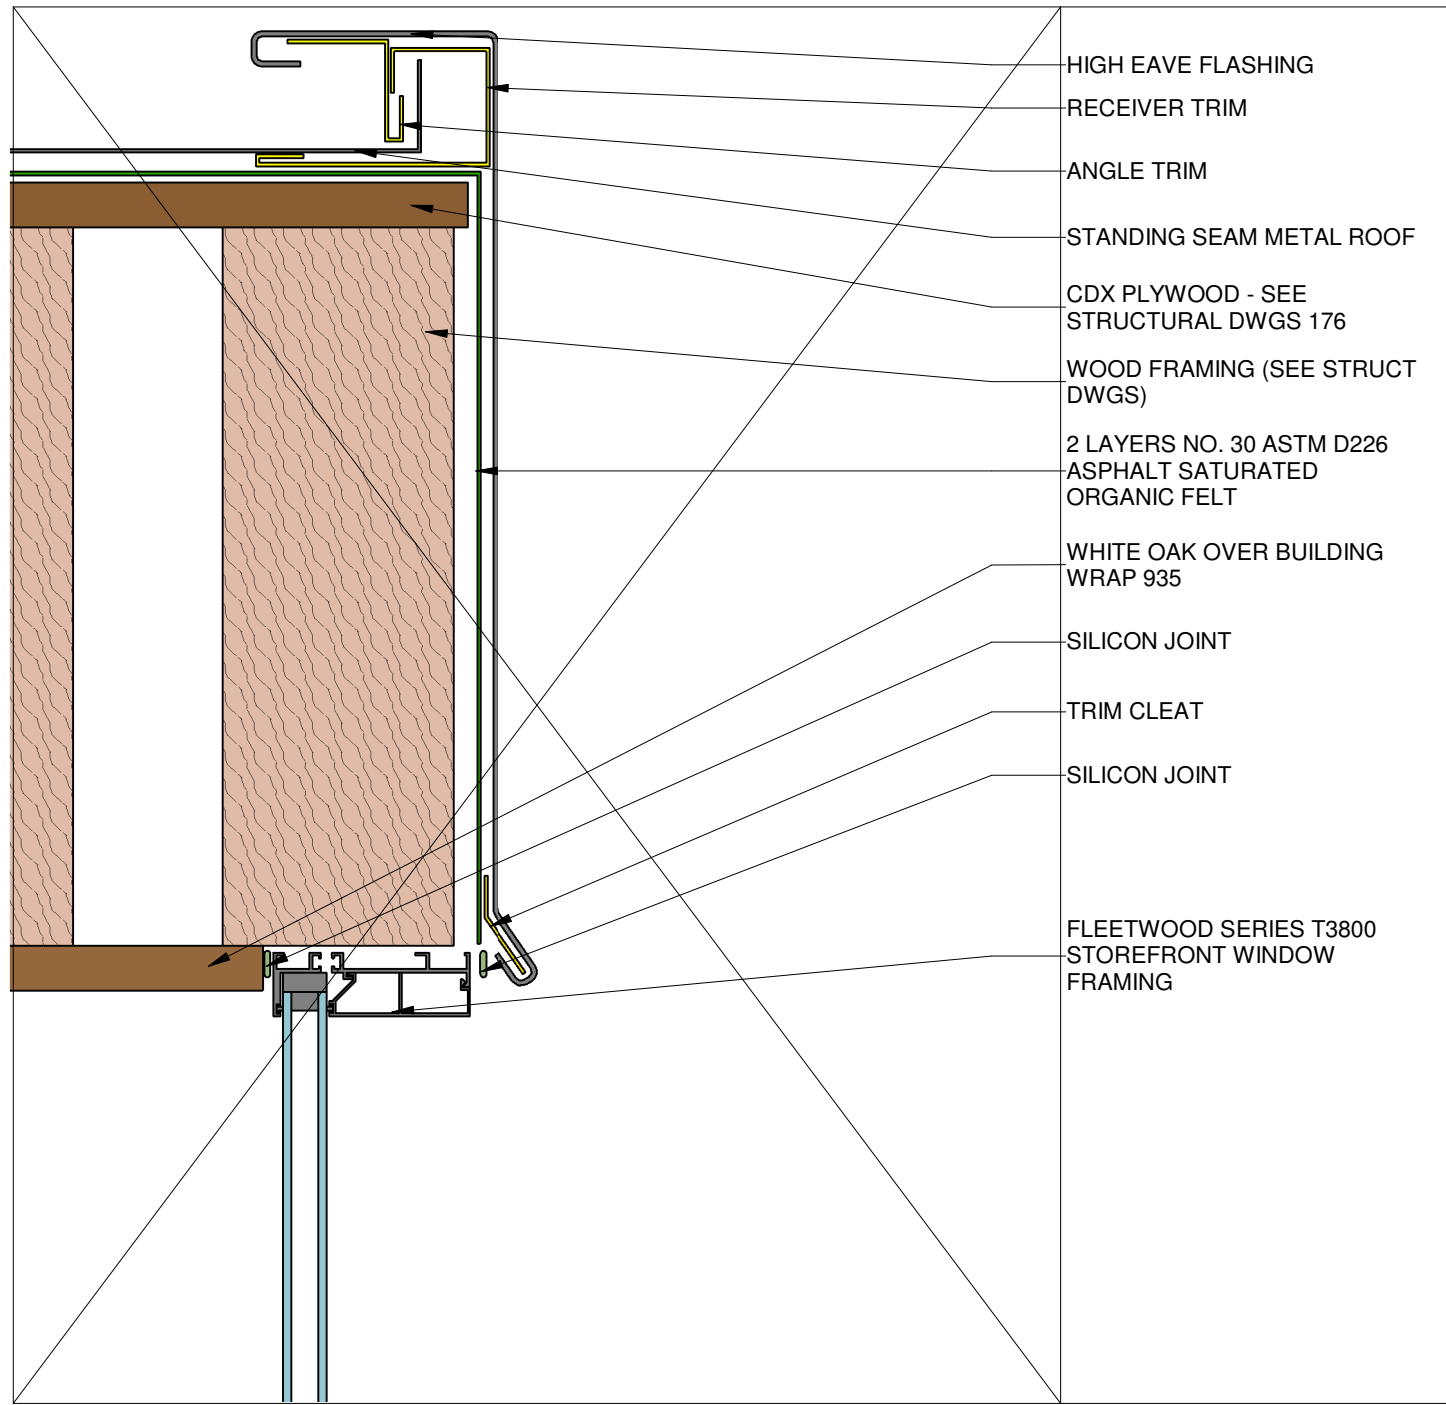 HIGH EAVE FLASHING
RECEIVER TRIM
ANGLE TRIM
STANDING SEAM METAL ROOF
CDX PLYWOOD - SEE
STRUCTURAL DWGS 176
WOOD FRAMING (SEE STRUCT
DWGS)
2 LAYERS NO. 30 ASTM D226
ASPHALT SATURATED
ORGANIC FELT
WHITE OAK OVER BUILDING
WRAP 935
SILICON JOINT
TRIM CLEAT
SILICON JOINT
FLEETWOOD SERIES T3800
STOREFRONT WINDOW
FRAMING